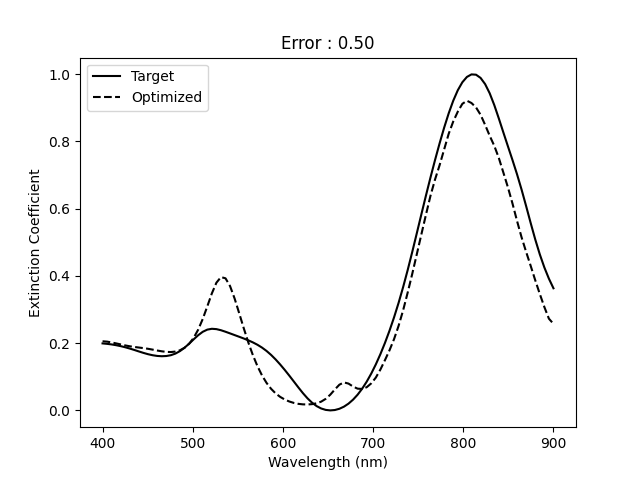 Error : 0.50
Target
Optimized
1.0
0.8
0.6
0.4
0.2
0.0
Extinction Coefficient
400 500 600 700 800 900
Wavelength (nm)